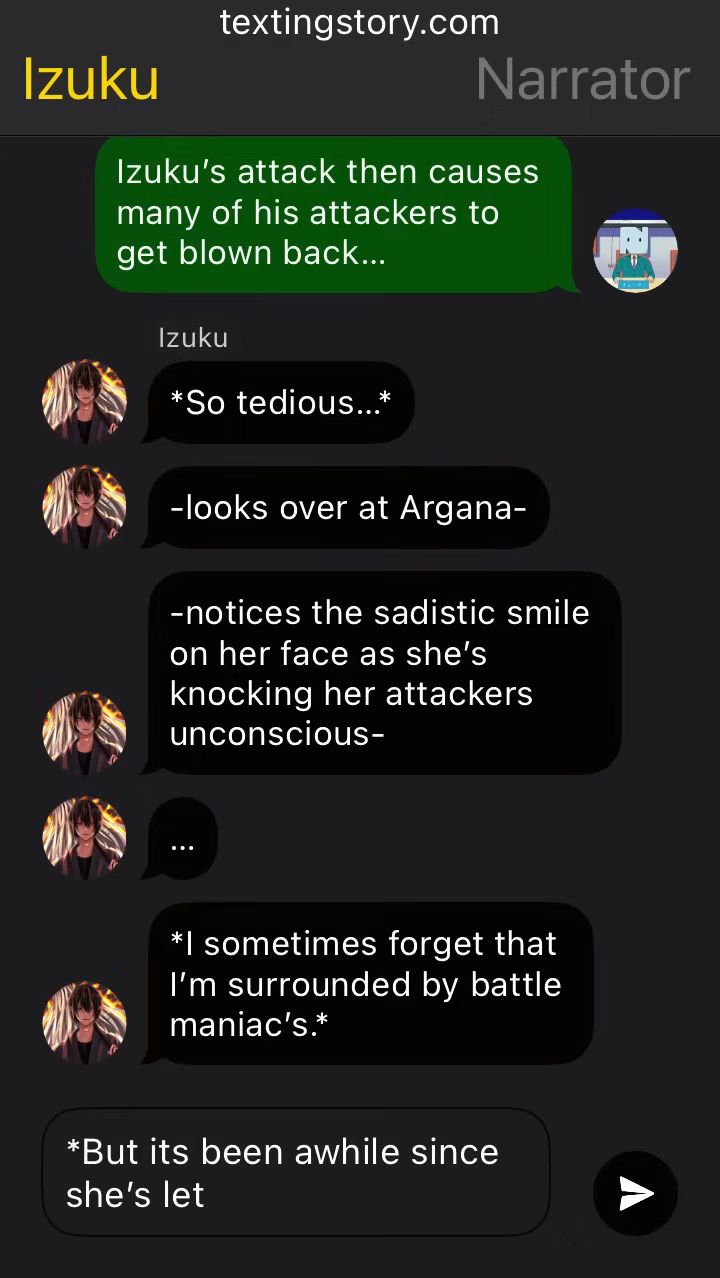 textingstory.com
Izuku
Narrator
Izuku’s attack then causes
many of his attackers to
get blown back...
Izuku
*So tedious...*
-looks over at Argana-
-notices the sadistic smile
on her face as she’s
knocking her attackers
unconscious-
...
*I sometimes forget that
I’m surrounded by battle
maniac’s.*
*But its been awhile since
she’s let